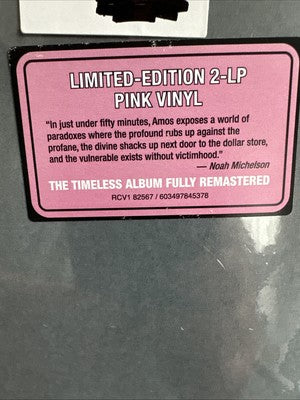 LIMITED-EDITION 2-LP
PINK VINYL
"In just under fifty minutes, Amos exposes a world of
paradoxes where the profound rubs up against the
profane, the divine shacks up next door to the dollar store,
and the vulnerable exists without victimhood."
— Noah Michelson
THE TIMELESS ALBUM FULLY REMASTERED
RCV1 82567 / 603497845378